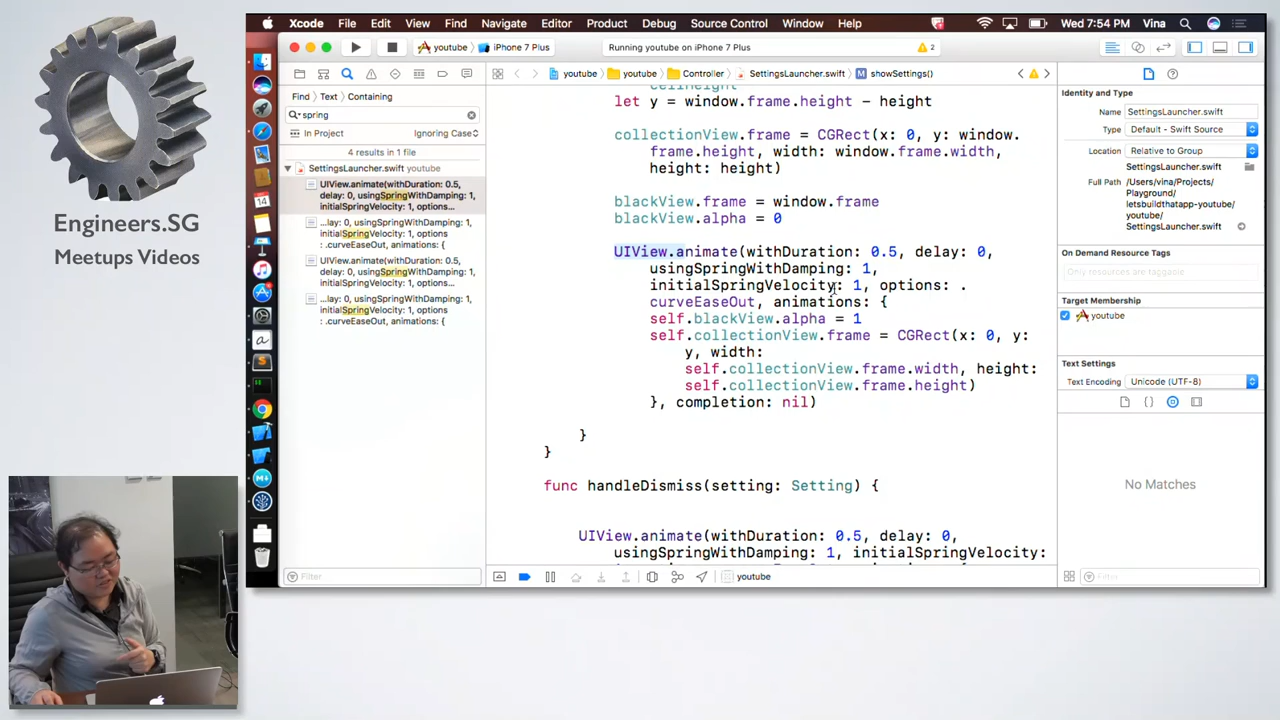 Engineers.SG
Meetups Videos
Xcode File Edit View Find Navigate Editor Product Debug Source Control Window Help
Wed 7:54 PM Vina
youtube
iPhone 7 Plus
Running youtube on iPhone 7 Plus
2
Find Text Containing
spring
In Project
Ignoring Case
4 results in 1 file
SettingsLauncher.swift youtube
UIView.animate(withDuration: 0.5,
delay: 0, usingSpringWithDamping: 1,
initialSpringVelocity: 1, options...
...lay: 0, usingSpringWithDamping: 1,
initialSpringVelocity: 1, options
: .curveEaseOut, animations: {
UIView.animate(withDuration: 0.5,
delay: 0, usingSpringWithDamping: 1,
initialSpringVelocity: 1, options...
...lay: 0, usingSpringWithDamping: 1,
initialSpringVelocity: 1, options
: .curveEaseOut, animations: {
Filter
youtube youtube Controller SettingsLauncher.swift showSettings()
cellHeight
let y = window.frame.height - height
collectionView.frame = CGRect(x: 0, y: window.
frame.height, width: window.frame.width,
height: height)
blackView.frame = window.frame
blackView.alpha = 0
UIView.animate(withDuration: 0.5, delay: 0,
usingSpringWithDamping: 1,
initialSpringVelocity: 1, options: .
curveEaseOut, animations: {
self.blackView.alpha = 1
self.collectionView.frame = CGRect(x: 0, y:
y, width:
self.collectionView.frame.width, height:
self.collectionView.frame.height)
}, completion: nil)
}
}
func handleDismiss(setting: Setting) {
UIView.animate(withDuration: 0.5, delay: 0,
usingSpringWithDamping: 1, initialSpringVelocity:
youtube
Identity and Type
Name SettingsLauncher.swift
Type Default - Swift Source
Location Relative to Group
SettingsLauncher.swift
Full Path /Users/vina/Projects/
Playground/
letsbuildthatapp-youtube/
youtube/
SettingsLauncher.swift
On Demand Resource Tags
Only resources are taggable
Target Membership
youtube
Text Settings
Text Encoding Unicode (UTF-8)
No Matches
Filter